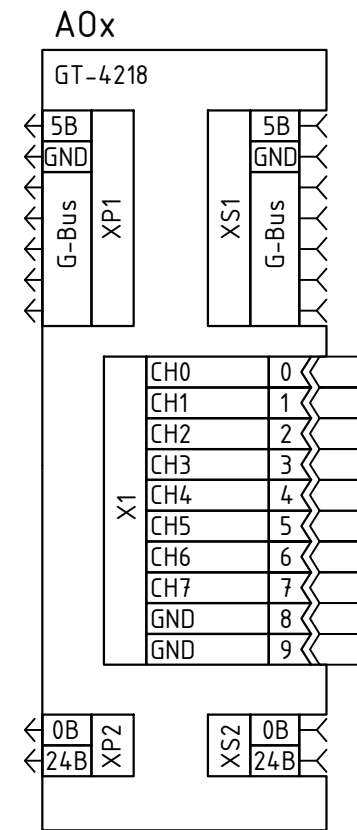 AOx
GT-4218
5В 5В
GND GND
G-Bus XP1 XS1 G-Bus
CH0 0
CH1 1
CH2 2
CH3 3
X1 CH4 4
CH5 5
CH6 6
CH7 7
GND 8
GND 9
0В XP2 XS2 0В
24В 24В